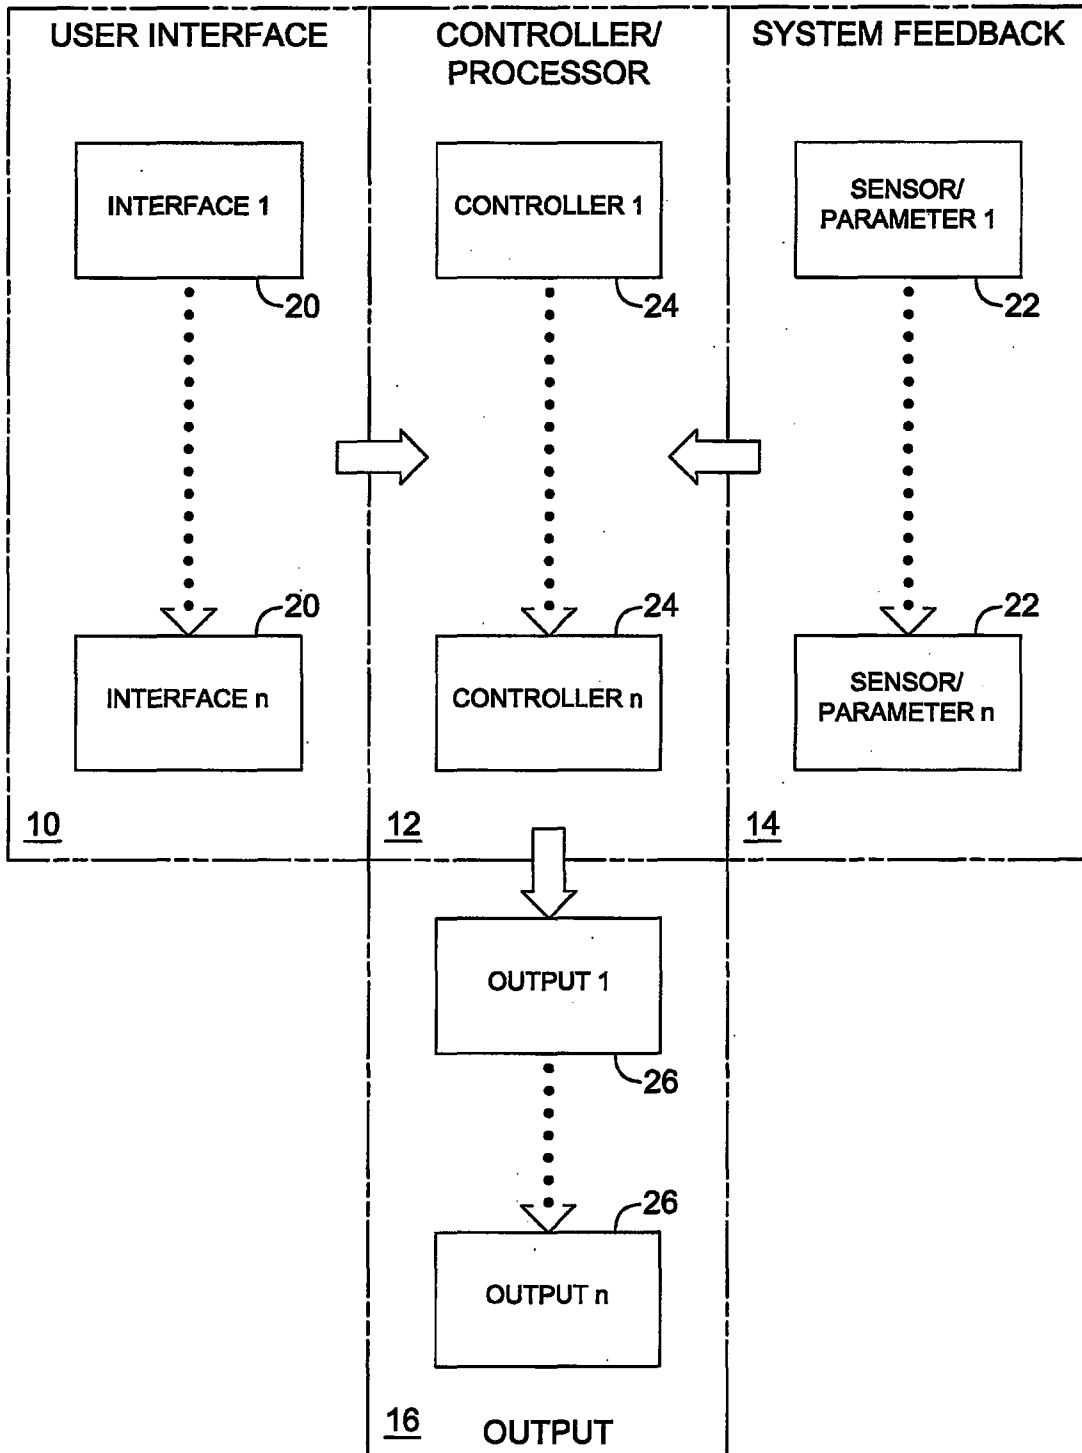 USER INTERFACE
CONTROLLER/
PROCESSOR
SYSTEM FEEDBACK
INTERFACE 1
20
CONTROLLER 1
24
SENSOR/
PARAMETER 1
22
20
INTERFACE n
24
CONTROLLER n
22
SENSOR/
PARAMETER n
10
12
14
OUTPUT 1
26
26
OUTPUT n
16
OUTPUT